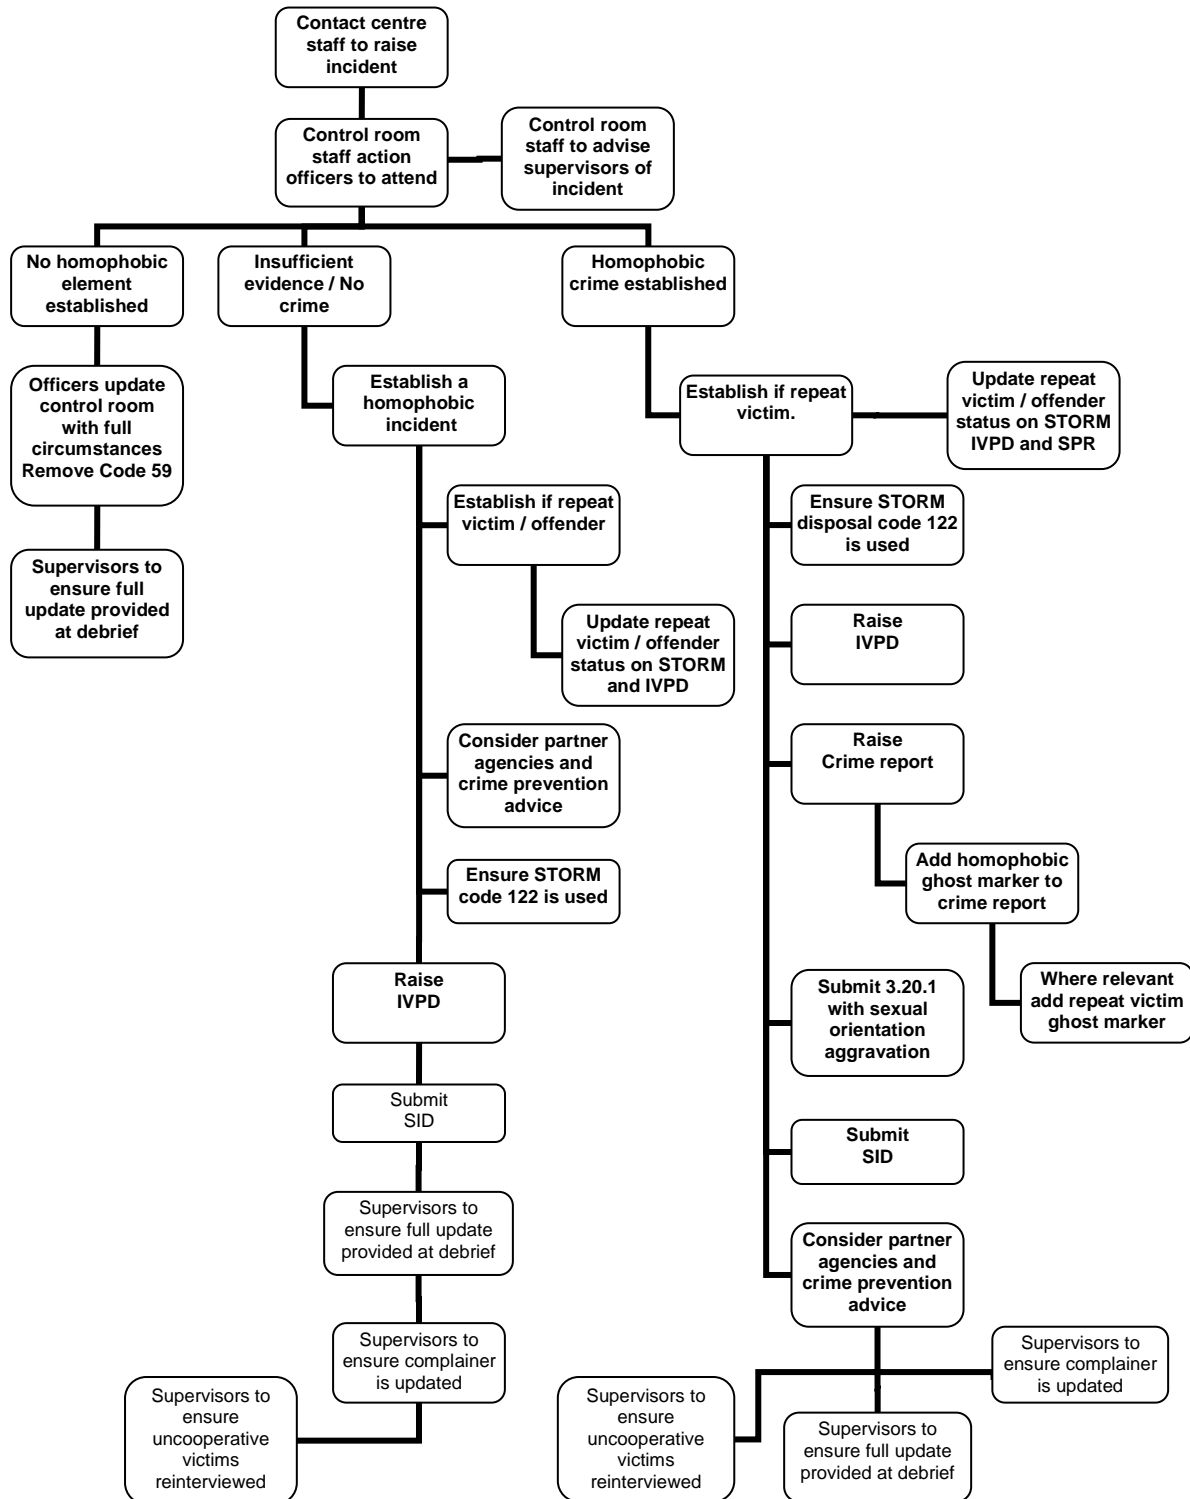 Contact centre
staff to raise
incident
Control room
staff action
officers to attend
Control room
staff to advise
supervisors of
incident
No homophobic
element
established
Insufficient
evidence / No
crime
Homophobic
crime established
Officers update
control room
with full
circumstances
Remove Code 59
Supervisors to
ensure full
update provided
at debrief
Establish a
homophobic
incident
Establish if repeat
victim / offender
Update repeat
victim / offender
status on STORM
and IVPD
Consider partner
agencies and
crime prevention
advice
Ensure STORM
code 122 is used
Raise
IVPD
Submit
SID
Supervisors to
ensure full update
provided at debrief
Supervisors to
ensure complainer
is updated
Supervisors to
ensure
uncooperative
victims
reinterviewed
Establish if repeat
victim.
Update repeat
victim / offender
status on STORM
IVPD and SPR
Ensure STORM
disposal code 122
is used
Raise
IVPD
Raise
Crime report
Add homophobic
ghost marker to
crime report
Where relevant
add repeat victim
ghost marker
Submit 3.20.1
with sexual
orientation
aggravation
Submit
SID
Consider partner
agencies and
crime prevention
advice
Supervisors to
ensure complainer
is updated
Supervisors to
ensure
uncooperative
victims
reinterviewed
Supervisors to
ensure full update
provided at debrief